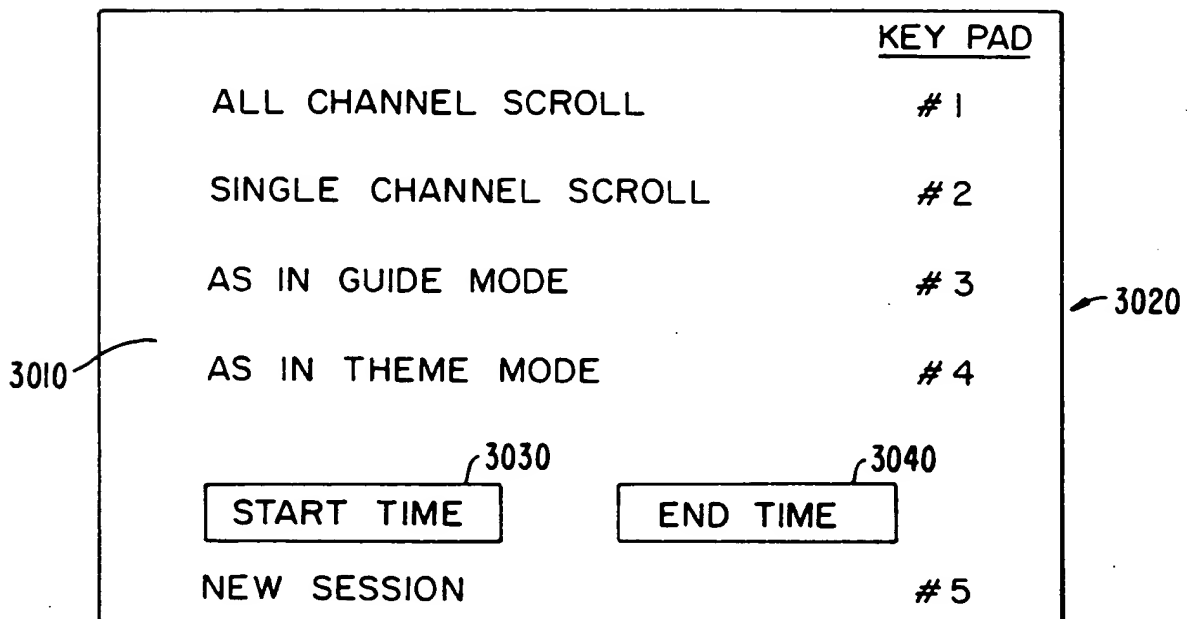 KEY PAD
ALL CHANNEL SCROLL #1
SINGLE CHANNEL SCROLL #2
AS IN GUIDE MODE #3
3020
3010
AS IN THEME MODE #4
3030 3040
START TIME END TIME
NEW SESSION #5